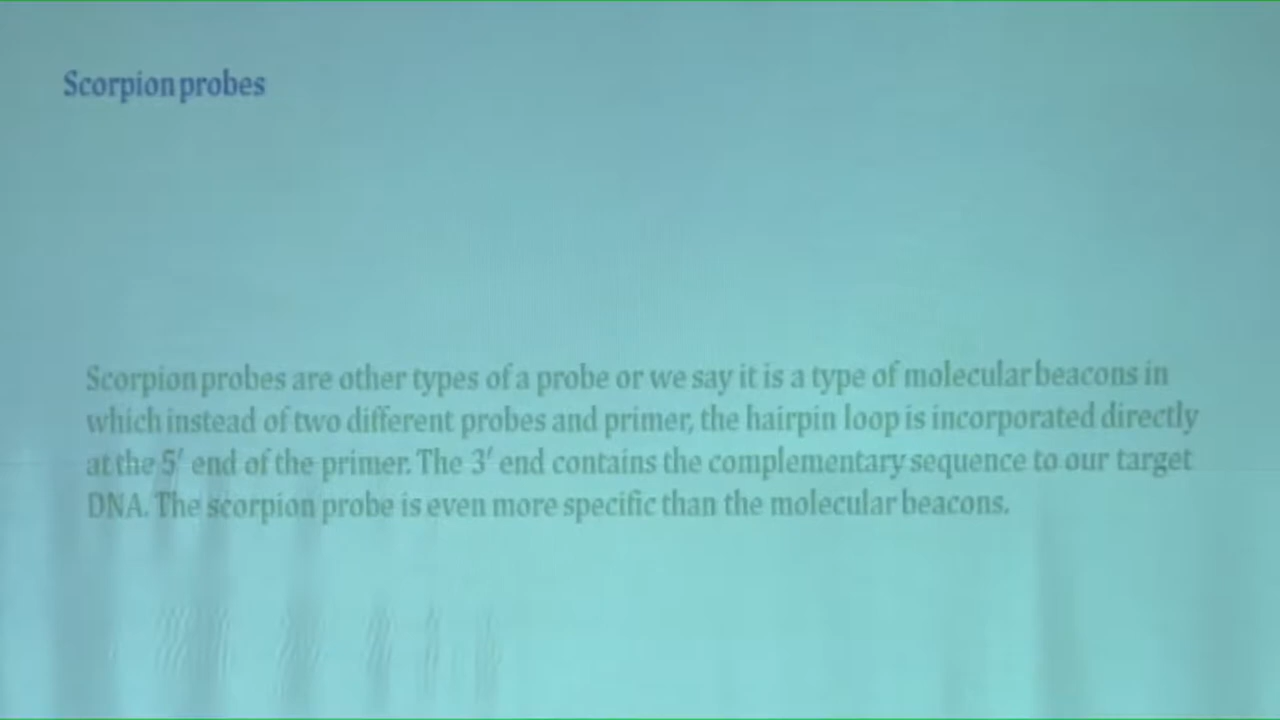 Scorpion probes
Scorpion probes are other types of a probe or we say it is a type of molecular beacons in
which instead of two different probes and primer, the hairpin loop is incorporated directly
at the 5′ end of the primer. The 3′ end contains the complementary sequence to our target
DNA. The scorpion probe is even more specific than the molecular beacons.